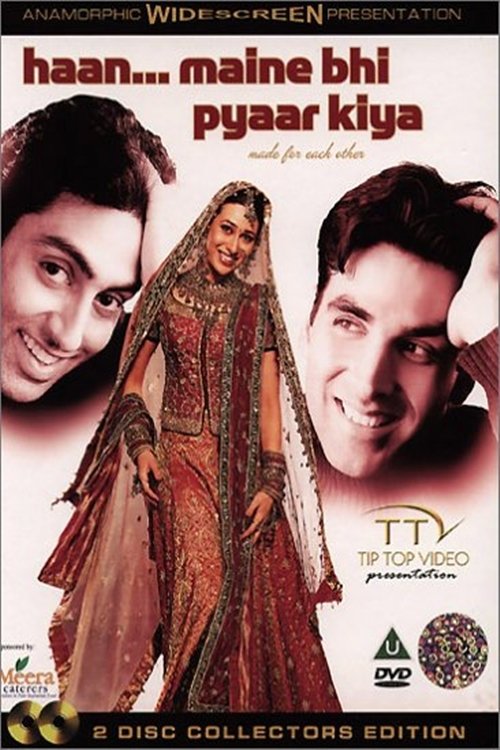 ANAMORPHIC WIDESCREEN PRESENTATION
haan... maine bhi
pyaar kiya
made for each other
TTV
TIP TOP VIDEO
presentation
U
DVD
Meera
caterers
2 DISC COLLECTORS EDITION